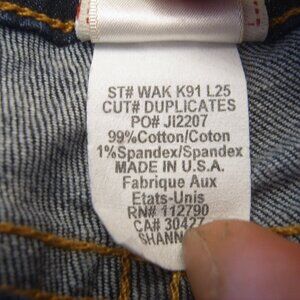 ST# WAK K91 L25
CUT# DUPLICATES
PO# JI2207
99%Cotton/Coton
1%Spandex/Spandex
MADE IN U.S.A.
Fabrique Aux
Etats-Unis
RN# 112790
CA# 30427